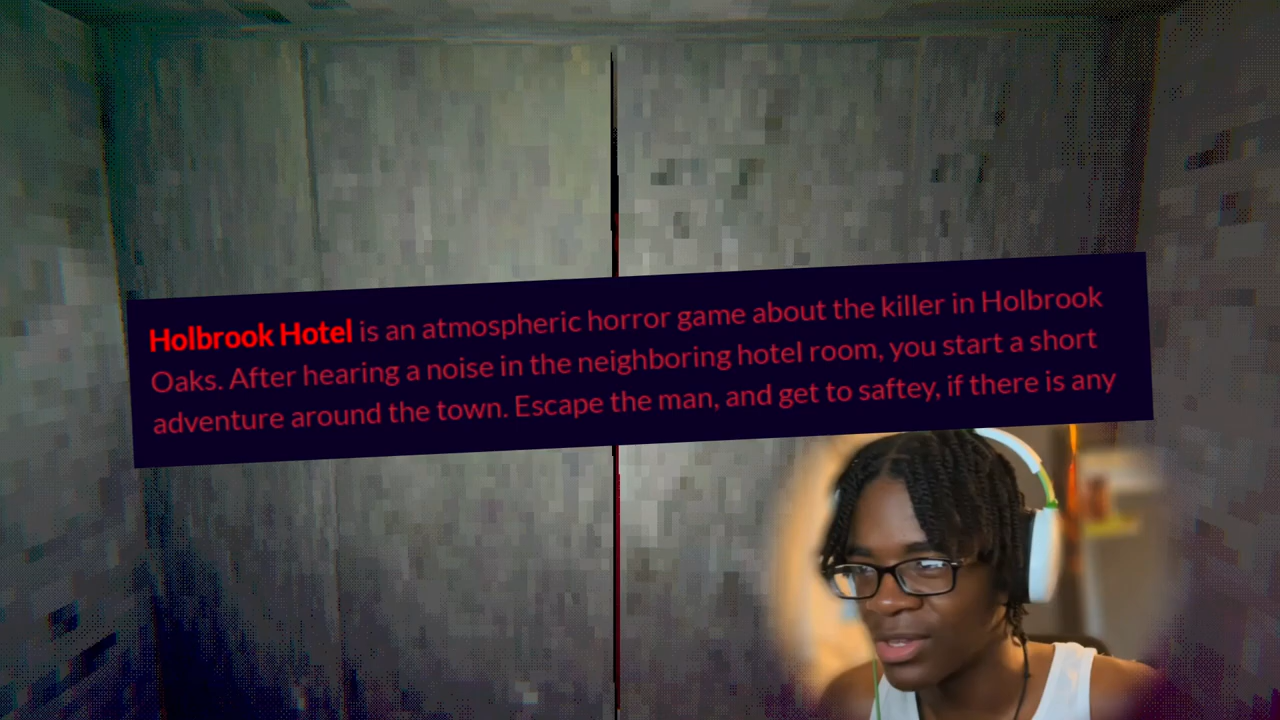 Holbrook Hotel is an atmospheric horror game about the killer in Holbrook
Oaks. After hearing a noise in the neighboring hotel room, you start a short
adventure around the town. Escape the man, and get to saftey, if there is any